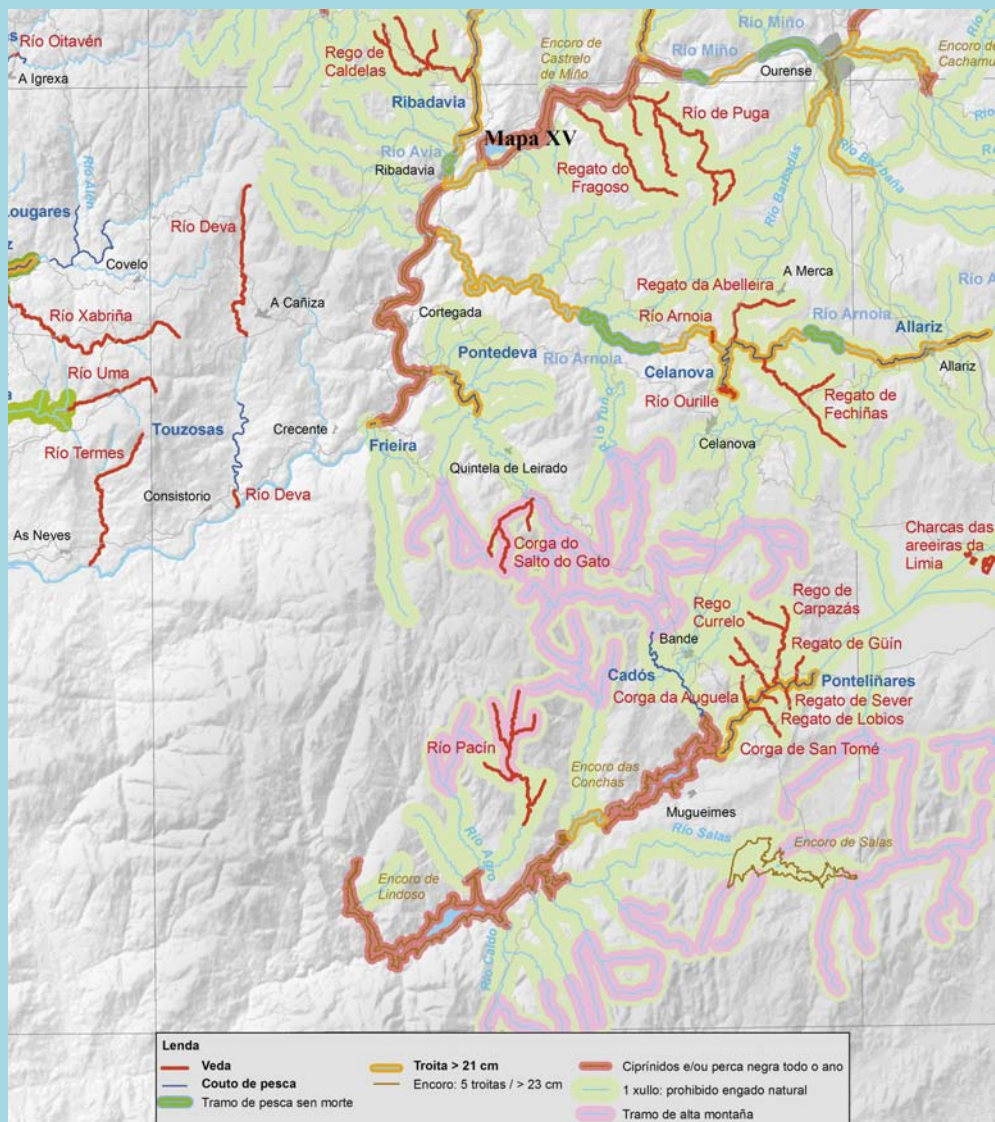 Río Oitavén
A Igrexa
Rego de
Caldelas
Encoro de
Castrelo
de Miño
Río Miño
Río Miño
Ourense
Encoro de
Cachamu
Ribadavia
Mapa XV
Río de Puga
Río Avia
Ribadavia
Regato do
Fragoso
Río Barbadás
Río Barbaña
Río Alén
Lougares
Río Deva
Covelo
A Cañiza
Regato da Abelleira
A Merca
Río Xabriña
Cortegada
Río Arnoia
Río Arnoia
Allariz
Pontedeva
Río Arnoia
Celanova
Allariz
Río Uma
Río Ourille
Regato de
Fechiñas
Touzosas
Crecente
Frieira
Río Termes
Celanova
Quintela de Leirado
Consistorio
Río Deva
As Neves
Corga do
Salto do Gato
Charcas das
areeiras da
Limia
Rego
Currelo
Rego de
Carpazás
Bande
Regato de Güín
Cadós
Ponteliñares
Corga da Auguela
Regato de Sever
Regato de Lobios
Río Pacín
Corga de San Tomé
Encoro das
Conchas
Mugueimes
Río Salas
Encoro de Salas
Encoro de
Lindoso
Río Caldo
Lenda
Veda
Couto de pesca
Tramo de pesca sen morte
Troita > 21 cm
Encoro: 5 troitas / > 23 cm
Ciprínidos e/ou perca negra todo o ano
1 xullo: prohibido engado natural
Tramo de alta montaña